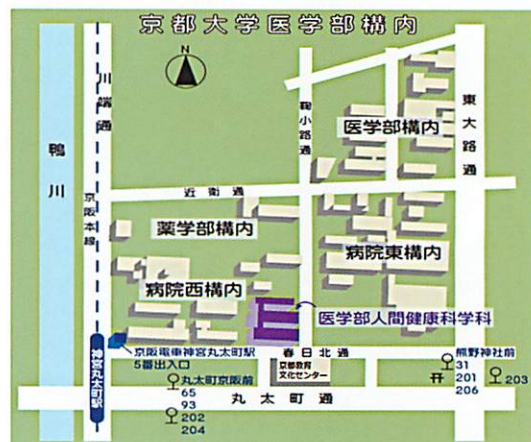 京都大学医学部構内
N
川端通
鴨川
京阪本線
鞠小路通
東大路通
医学部構内
近衛通
薬学部構内
病院東構内
病院西構内
医学部人間健康科学科
神宮丸太町駅
京阪電車神宮丸太町駅
5番出入口
春日北通
京都教育
文化センター
熊野神社前
31
201
206
203
丸太町京阪前
65
93
202
204
丸太町通